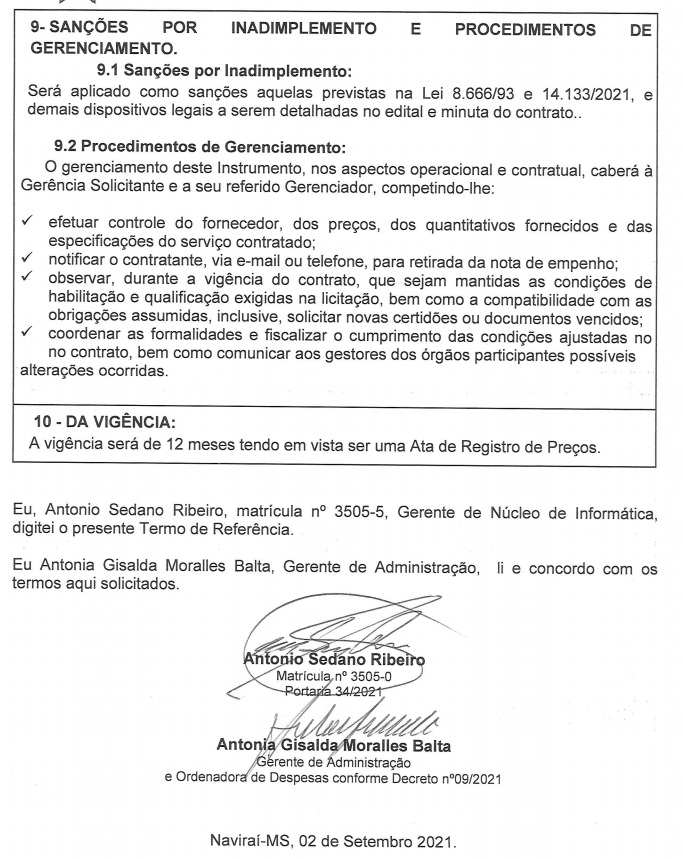 9- SANÇÕES POR INADIMPLEMENTO E PROCEDIMENTOS DE
GERENCIAMENTO.
9.1 Sanções por Inadimplemento:
Será aplicado como sanções aquelas previstas na Lei 8.666/93 e 14.133/2021, e
demais dispositivos legais a serem detalhadas no edital e minuta do contrato..
9.2 Procedimentos de Gerenciamento:
O gerenciamento deste Instrumento, nos aspectos operacional e contratual, caberá à
Gerência Solicitante e a seu referido Gerenciador, competindo-lhe:
✓ efetuar controle do fornecedor, dos preços, dos quantitativos fornecidos e das
especificações do serviço contratado;
✓ notificar o contratante, via e-mail ou telefone, para retirada da nota de empenho;
✓ observar, durante a vigência do contrato, que sejam mantidas as condições de
habilitação e qualificação exigidas na licitação, bem como a compatibilidade com as
obrigações assumidas, inclusive, solicitar novas certidões ou documentos vencidos;
✓ coordenar as formalidades e fiscalizar o cumprimento das condições ajustadas no
no contrato, bem como comunicar aos gestores dos órgãos participantes possíveis
alterações ocorridas.
10 - DA VIGÊNCIA:
A vigência será de 12 meses tendo em vista ser uma Ata de Registro de Preços.
Eu, Antonio Sedano Ribeiro, matrícula nº 3505-5, Gerente de Núcleo de Informática,
digitei o presente Termo de Referência.
Eu Antonia Gisalda Moralles Balta, Gerente de Administração, li e concordo com os
termos aqui solicitados.
Antonio Sedano Ribeiro
Matrícula nº 3505-0
Portaria 34/2021
Antonia Gisalda Moralles Balta
Gerente de Administração
e Ordenadora de Despesas conforme Decreto nº09/2021
Naviraí-MS, 02 de Setembro 2021.